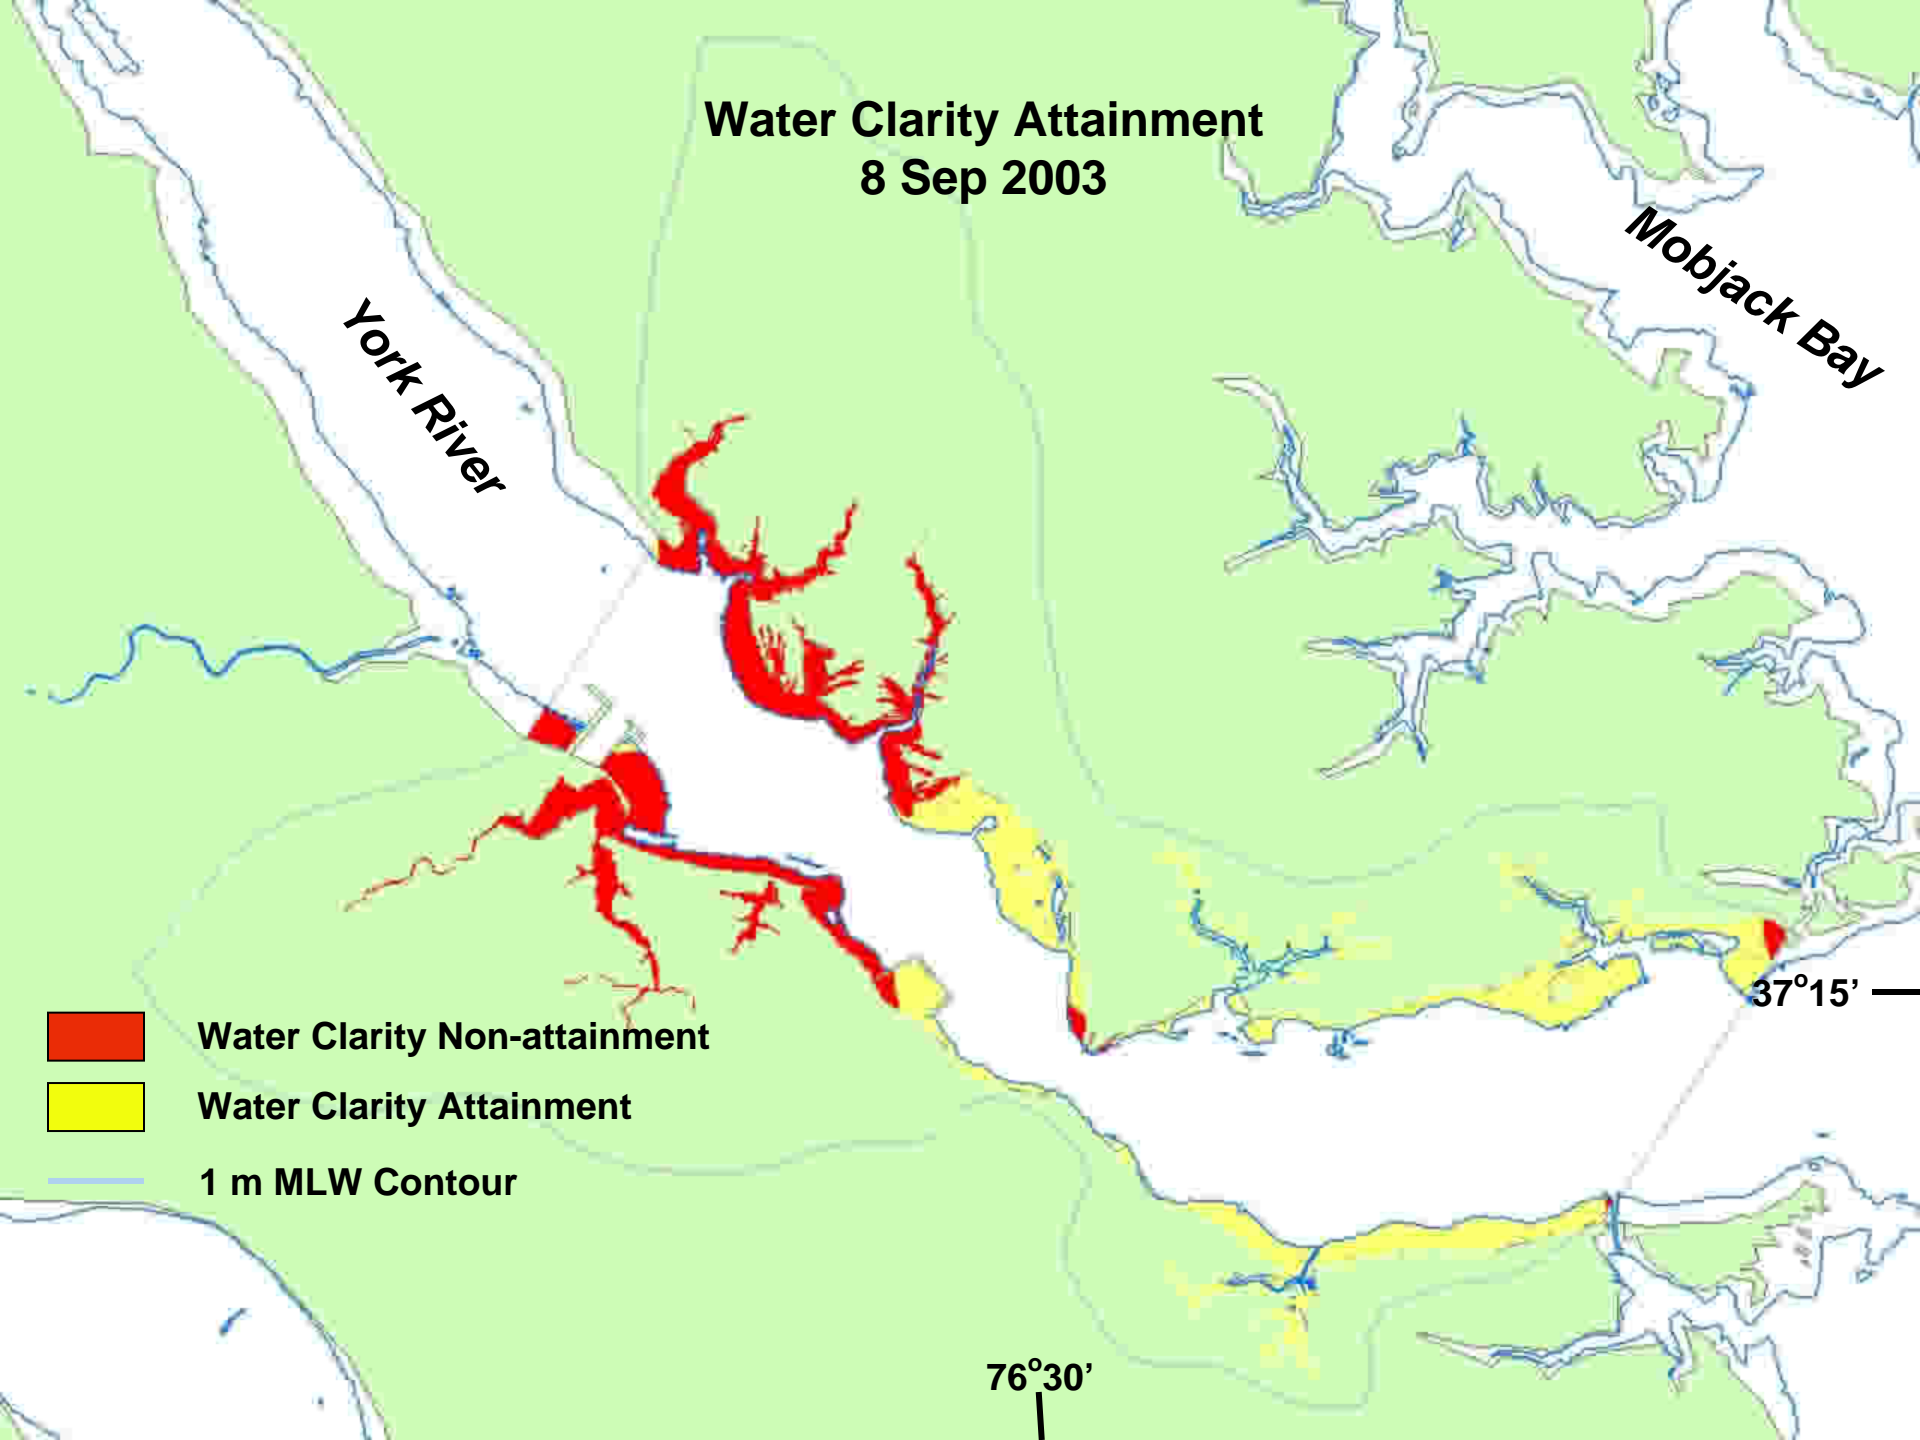 Water Clarity Attainment
8 Sep 2003
Mobjack Bay
York River
37°15’
Water Clarity Non-attainment
Water Clarity Attainment
1 m MLW Contour
76°30’